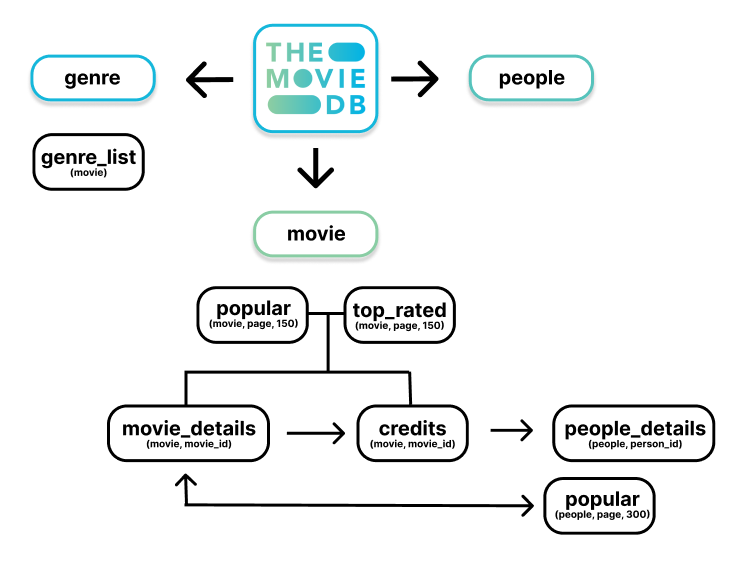 THE
MOVIE
DB
genre
people
genre_list
(movie)
movie
popular
(movie, page, 150)
top_rated
(movie, page, 150)
movie_details
(movie, movie_id)
credits
(movie, movie_id)
people_details
(people, person_id)
popular
(people, page, 300)